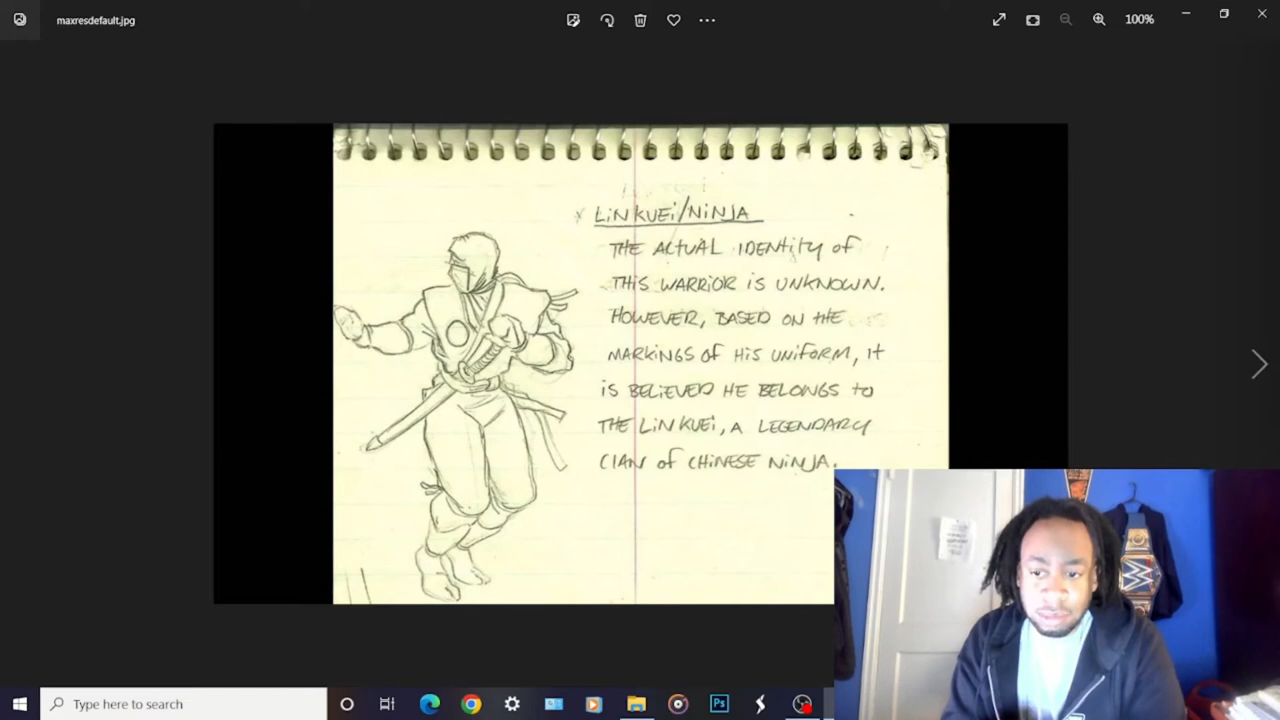 maxresdefault.jpg
100%
LiN KUEi/NiNJA
THE ACTUAL IDENtity of
THiS WARRiOR iS UNKNOWN.
HOWEVER, BASED ON tHE
MARKiNGS of HiS UNiFORM, it
iS BELiEVED HE BELONGS to
THE LiN KUEi, A LEGENDARY
CLAN of CHiNESE NiNJA.
W
Type here to search
Ps